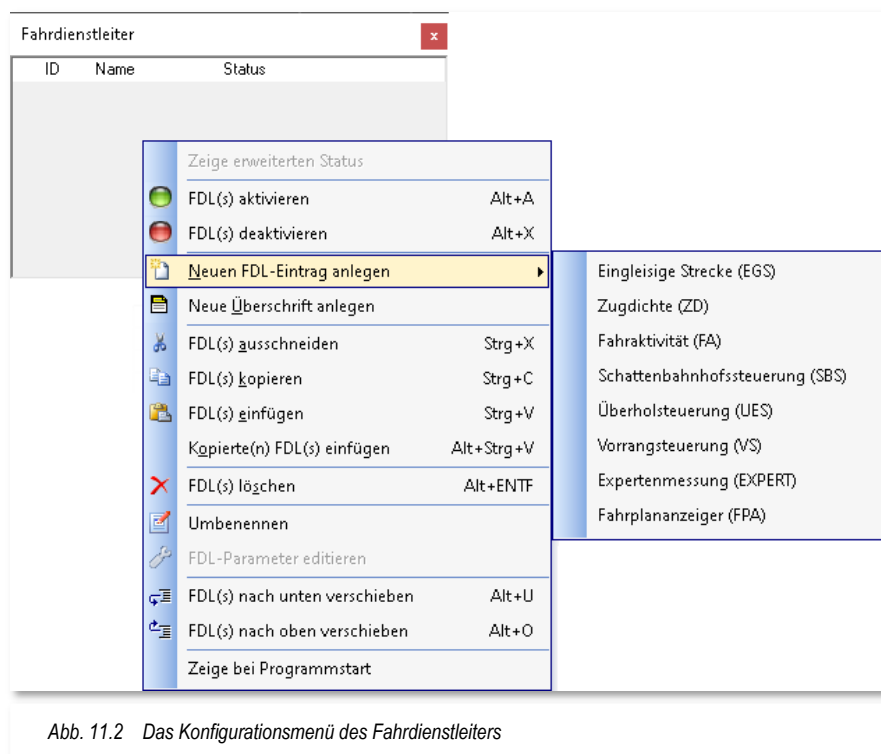 Fahrdienstleiter x
ID Name Status
Zeige erweiterten Status
FDL(s) aktivieren Alt+A
FDL(s) deaktivieren Alt+X
Neuen FDL-Eintrag anlegen
Neue Überschrift anlegen
FDL(s) ausschneiden Strg+X
FDL(s) kopieren Strg+C
FDL(s) einfügen Strg+V
Kopierte(n) FDL(s) einfügen Alt+Strg+V
FDL(s) löschen Alt+ENTF
Umbenennen
FDL-Parameter editieren
FDL(s) nach unten verschieben Alt+U
FDL(s) nach oben verschieben Alt+O
Zeige bei Programmstart
Eingleisige Strecke (EGS)
Zugdichte (ZD)
Fahraktivität (FA)
Schattenbahnhofssteuerung (SBS)
Überholsteuerung (UES)
Vorrangsteuerung (VS)
Expertenmessung (EXPERT)
Fahrplananzeiger (FPA)
Abb. 11.2 Das Konfigurationsmenü des Fahrdienstleiters